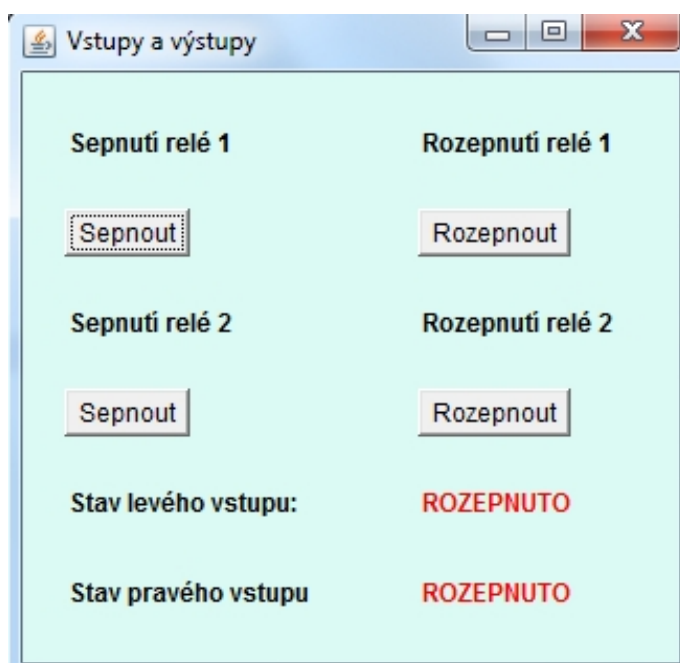 Vstupy a výstupy
Sepnutí relé 1 Rozepnutí relé 1
Sepnout Rozepnout
Sepnutí relé 2 Rozepnutí relé 2
Sepnout Rozepnout
Stav levého vstupu: ROZEPNUTO
Stav pravého vstupu ROZEPNUTO